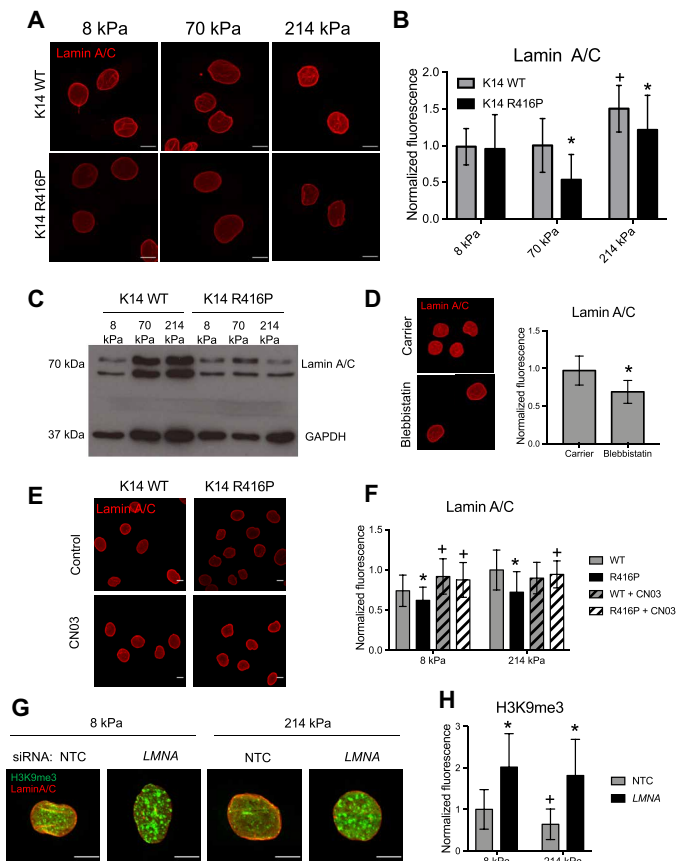 A
8 kPa
70 kPa
214 kPa
Lamin A/C
K14 WT
K14 R416P
B
Lamin A/C
K14 WT
K14 R416P
Normalized fluorescence
2.0
1.5
1.0
0.5
0.0
+
*
*
8 kPa
70 kPa
214 kPa
C
K14 WT
K14 R416P
8 kPa
70 kPa
214 kPa
8 kPa
70 kPa
214 kPa
70 kDa
Lamin A/C
37 kDa
GAPDH
D
Lamin A/C
Carrier
Blebbistatin
Lamin A/C
Normalized fluorescence
1.5
1.0
0.5
0.0
*
Carrier
Blebbistatin
E
K14 WT
K14 R416P
Lamin A/C
Control
CN03
F
Lamin A/C
Normalized fluorescence
1.5
1.0
0.5
0.0
*
+
+
*
+
8 kPa
214 kPa
WT
R416P
WT + CN03
R416P + CN03
G
8 kPa
214 kPa
siRNA:
NTC
LMNA
NTC
LMNA
H3K9me3
LaminA/C
H
H3K9me3
Normalized fluorescence
3
2
1
0
*
+
*
8 kPa
214 kPa
NTC
LMNA